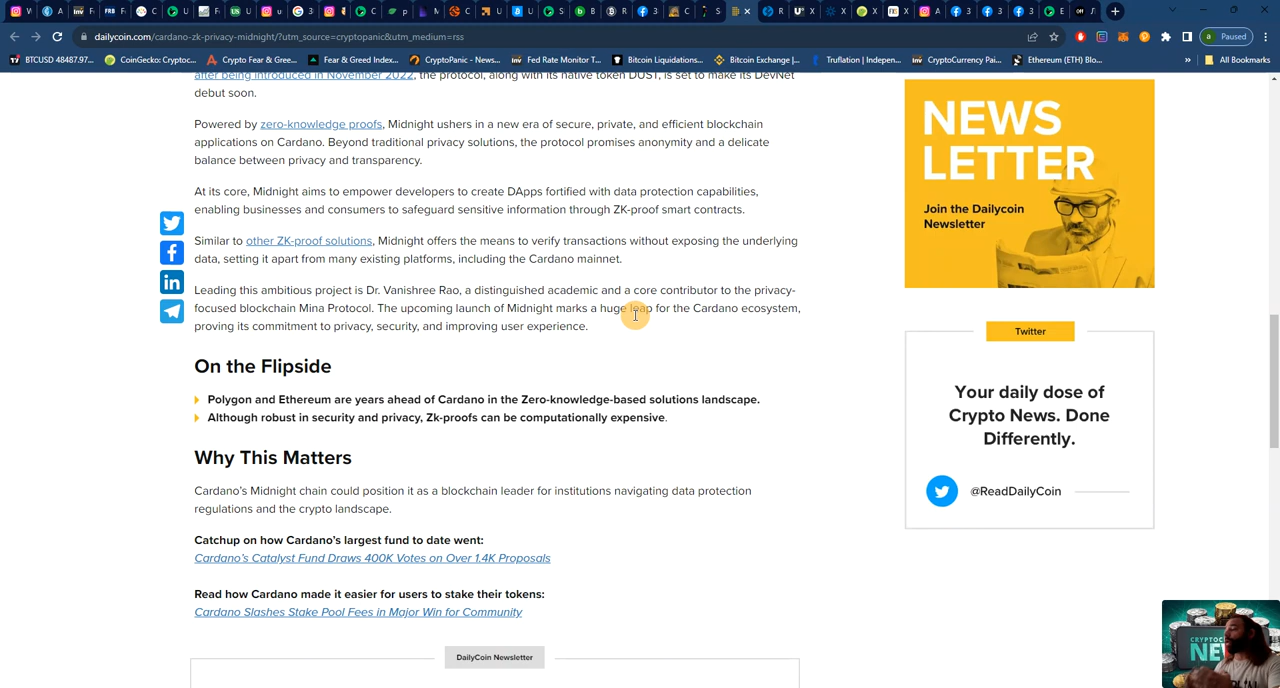 dailycoin.com/cardano-zk-privacy-midnight/?utm_source=cryptopanic&utm_medium=rss
a Paused
BTCUSD 48487.97...
CoinGecko: Cryptoc...
Crypto Fear & Gree...
Fear & Greed Index...
CryptoPanic - News...
Fed Rate Monitor T...
Bitcoin Liquidations...
Bitcoin Exchange |...
Truflation | Indepen...
CryptoCurrency Pai...
Ethereum (ETH) Blo...
» All Bookmarks
after being introduced in November 2022, the protocol, along with its native token DUST, is set to make its DevNet
debut soon.
Powered by zero-knowledge proofs, Midnight ushers in a new era of secure, private, and efficient blockchain
applications on Cardano. Beyond traditional privacy solutions, the protocol promises anonymity and a delicate
balance between privacy and transparency.
At its core, Midnight aims to empower developers to create DApps fortified with data protection capabilities,
enabling businesses and consumers to safeguard sensitive information through ZK-proof smart contracts.
Similar to other ZK-proof solutions, Midnight offers the means to verify transactions without exposing the underlying
data, setting it apart from many existing platforms, including the Cardano mainnet.
Leading this ambitious project is Dr. Vanishree Rao, a distinguished academic and a core contributor to the privacy-
focused blockchain Mina Protocol. The upcoming launch of Midnight marks a huge leap for the Cardano ecosystem,
proving its commitment to privacy, security, and improving user experience.
On the Flipside
Polygon and Ethereum are years ahead of Cardano in the Zero-knowledge-based solutions landscape.
Although robust in security and privacy, Zk-proofs can be computationally expensive.
Why This Matters
Cardano's Midnight chain could position it as a blockchain leader for institutions navigating data protection
regulations and the crypto landscape.
Catchup on how Cardano's largest fund to date went:
Cardano's Catalyst Fund Draws 400K Votes on Over 1.4K Proposals
Read how Cardano made it easier for users to stake their tokens:
Cardano Slashes Stake Pool Fees in Major Win for Community
DailyCoin Newsletter
NEWS
LETTER
Join the Dailycoin
Newsletter
Twitter
Your daily dose of
Crypto News. Done
Differently.
@ReadDailyCoin